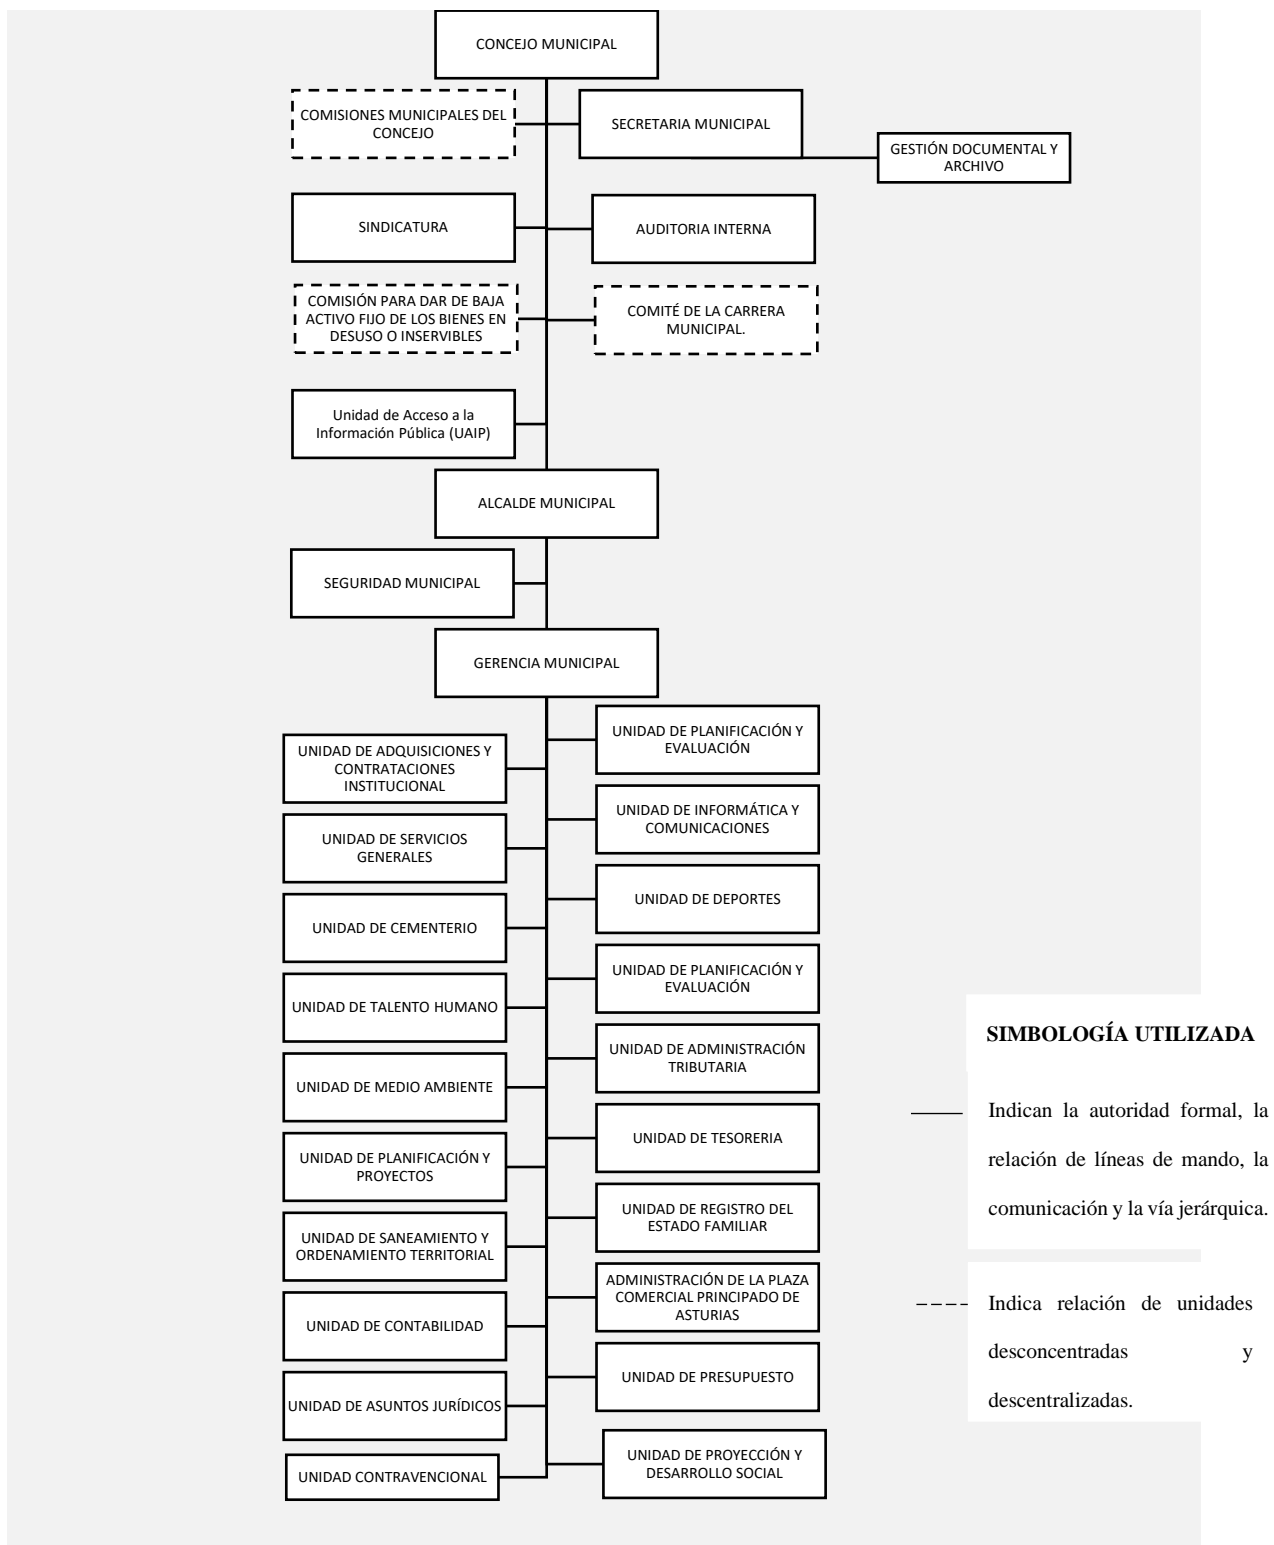 CONCEJO MUNICIPAL
COMISIONES MUNICIPALES DEL
CONCEJO
SECRETARIA MUNICIPAL
GESTIÓN DOCUMENTAL Y
ARCHIVO
SINDICATURA
AUDITORIA INTERNA
COMISIÓN PARA DAR DE BAJA
ACTIVO FIJO DE LOS BIENES EN
DESUSO O INSERVIBLES
COMITÉ DE LA CARRERA
MUNICIPAL.
Unidad de Acceso a la
Información Pública (UAIP)
ALCALDE MUNICIPAL
SEGURIDAD MUNICIPAL
GERENCIA MUNICIPAL
UNIDAD DE PLANIFICACIÓN Y
EVALUACIÓN
UNIDAD DE ADQUISICIONES Y
CONTRATACIONES
INSTITUCIONAL
UNIDAD DE INFORMÁTICA Y
COMUNICACIONES
UNIDAD DE SERVICIOS
GENERALES
UNIDAD DE DEPORTES
UNIDAD DE CEMENTERIO
UNIDAD DE PLANIFICACIÓN Y
EVALUACIÓN
UNIDAD DE TALENTO HUMANO
UNIDAD DE ADMINISTRACIÓN
TRIBUTARIA
UNIDAD DE MEDIO AMBIENTE
UNIDAD DE TESORERIA
UNIDAD DE PLANIFICACIÓN Y
PROYECTOS
UNIDAD DE REGISTRO DEL
ESTADO FAMILIAR
UNIDAD DE SANEAMIENTO Y
ORDENAMIENTO TERRITORIAL
ADMINISTRACIÓN DE LA PLAZA
COMERCIAL PRINCIPADO DE
ASTURIAS
UNIDAD DE CONTABILIDAD
UNIDAD DE PRESUPUESTO
UNIDAD DE ASUNTOS JURÍDICOS
UNIDAD DE PROYECCIÓN Y
DESARROLLO SOCIAL
UNIDAD CONTRAVENCIONAL
SIMBOLOGÍA UTILIZADA
Indican la autoridad formal, la
relación de líneas de mando, la
comunicación y la vía jerárquica.
Indica relación de unidades
desconcentradas y
descentralizadas.